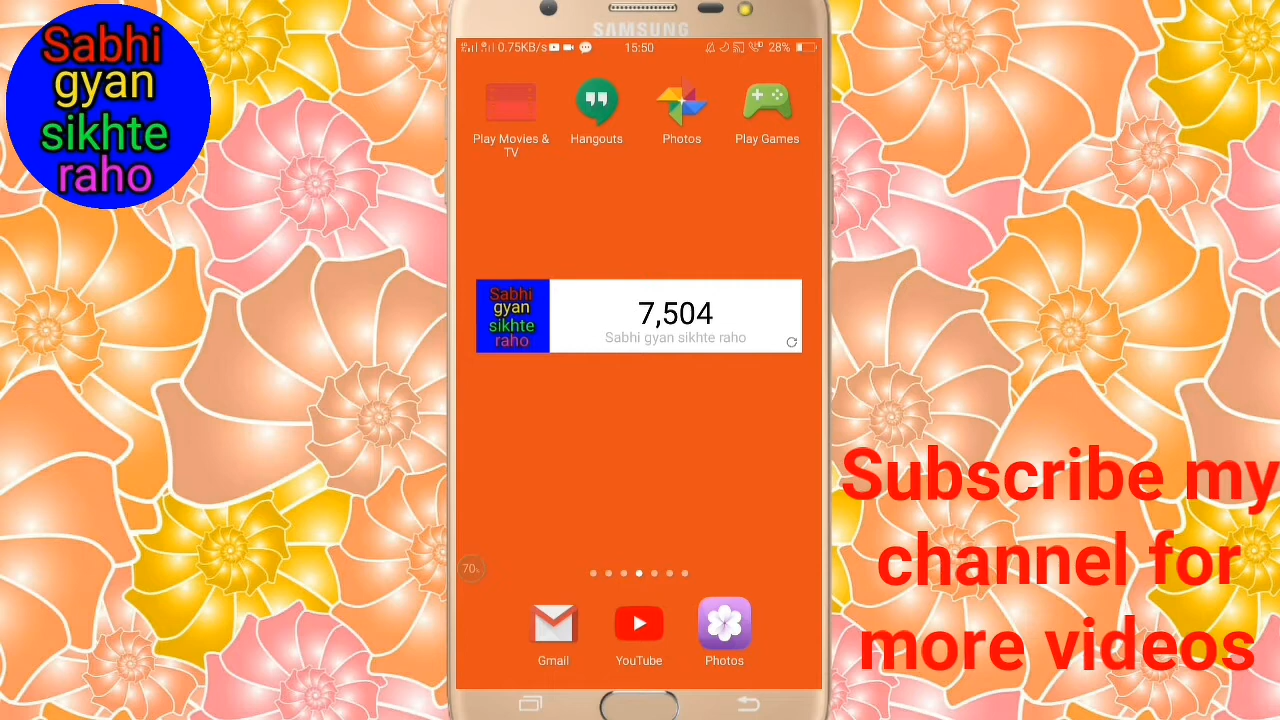 Sabhi
gyan
sikhte
raho
SAMSUNG
0.75KB/s
15:50
28%
Play Movies &
TV
Hangouts
Photos
Play Games
Sabhi
gyan
sikhte
raho
7,504
Sabhi gyan sikhte raho
Subscribe my
channel for
more videos
70%
Gmail
YouTube
Photos